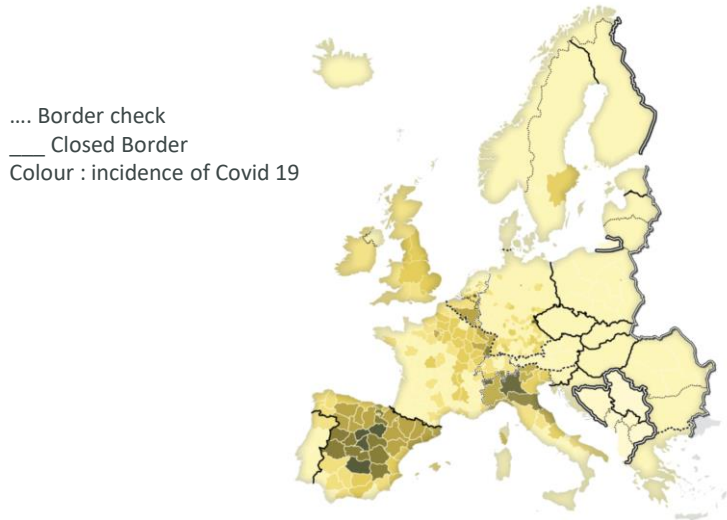 .... Border check
___ Closed Border
Colour : incidence of Covid 19